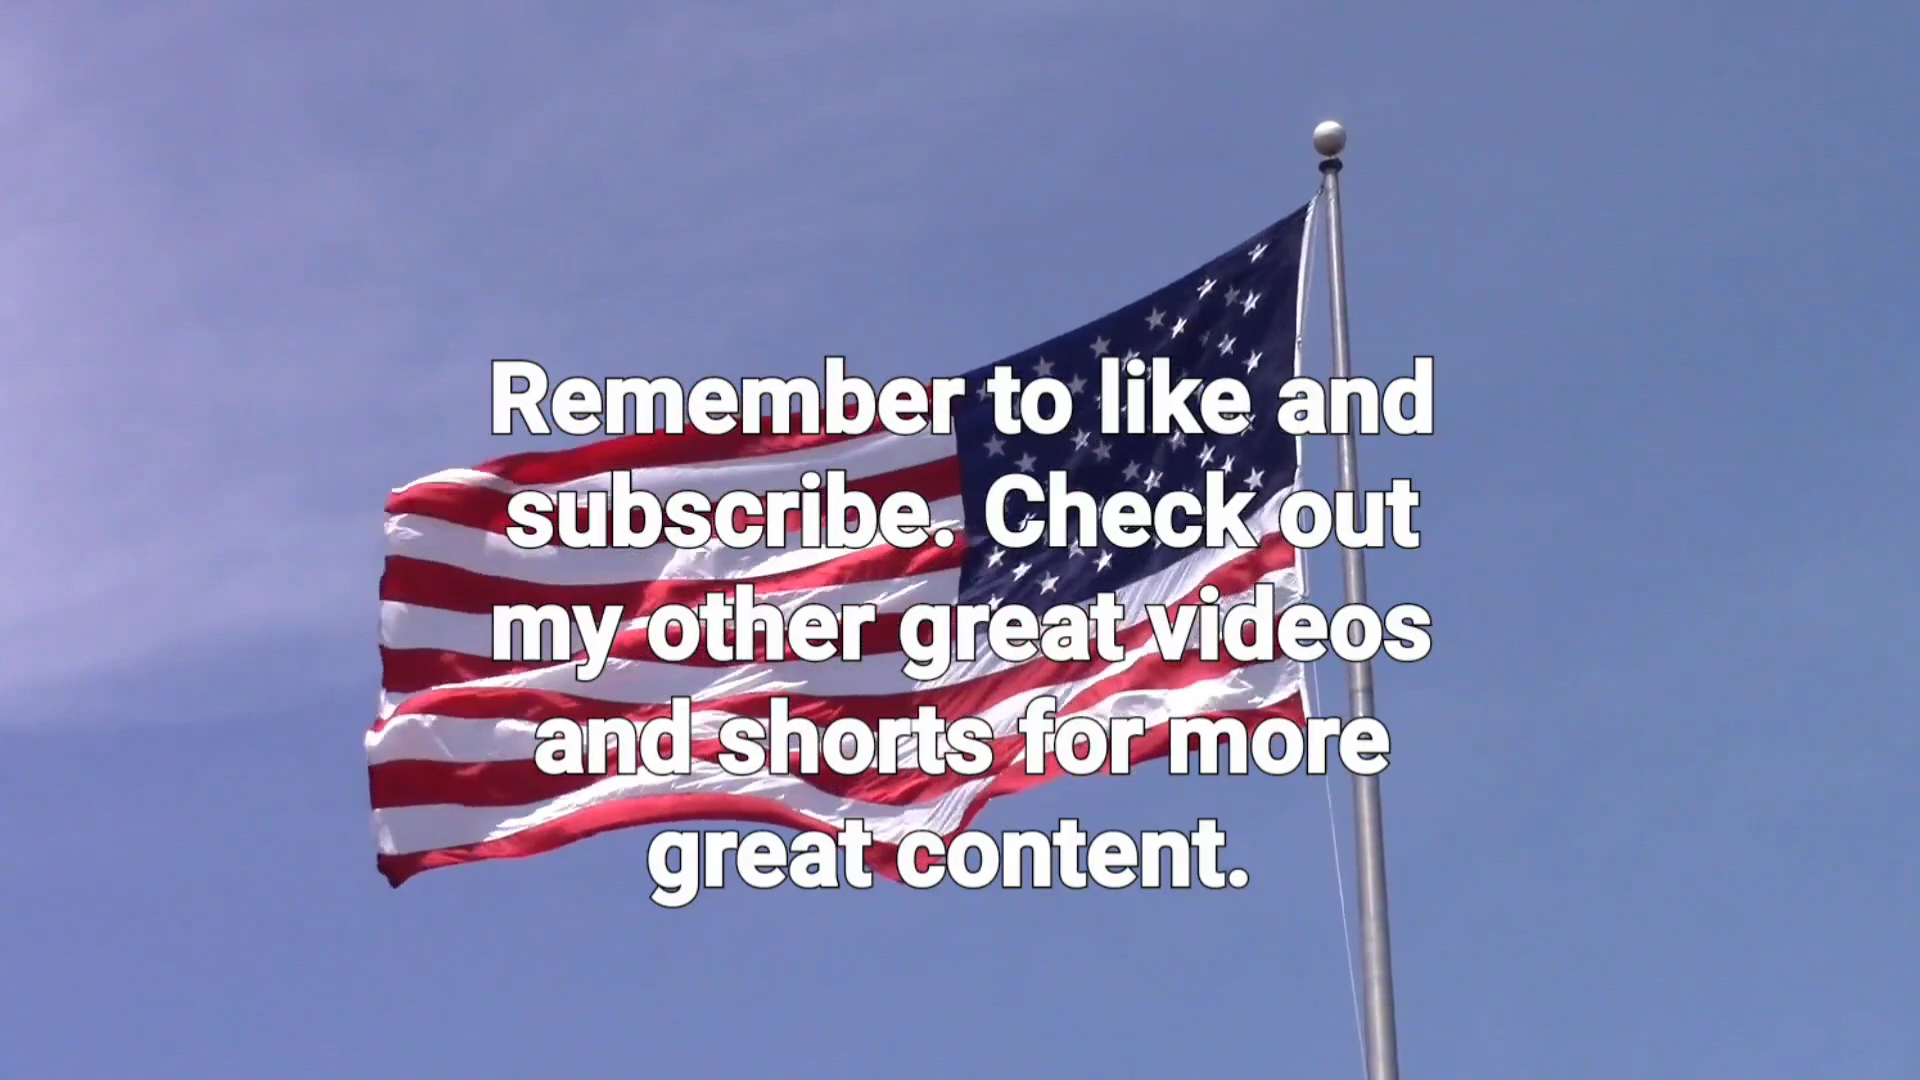 Remember to like and
subscribe. Check out
my other great videos
and shorts for more
great content.